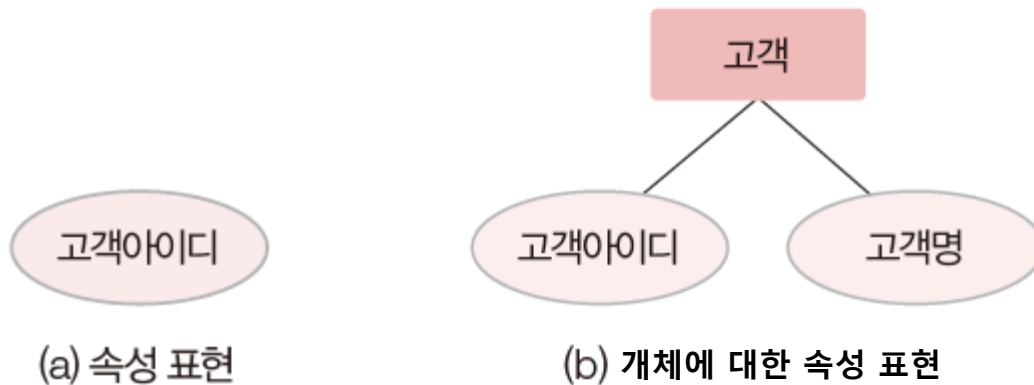 고객
고객아이디
고객아이디
고객명
(a) 속성 표현
(b) 개체에 대한 속성 표현